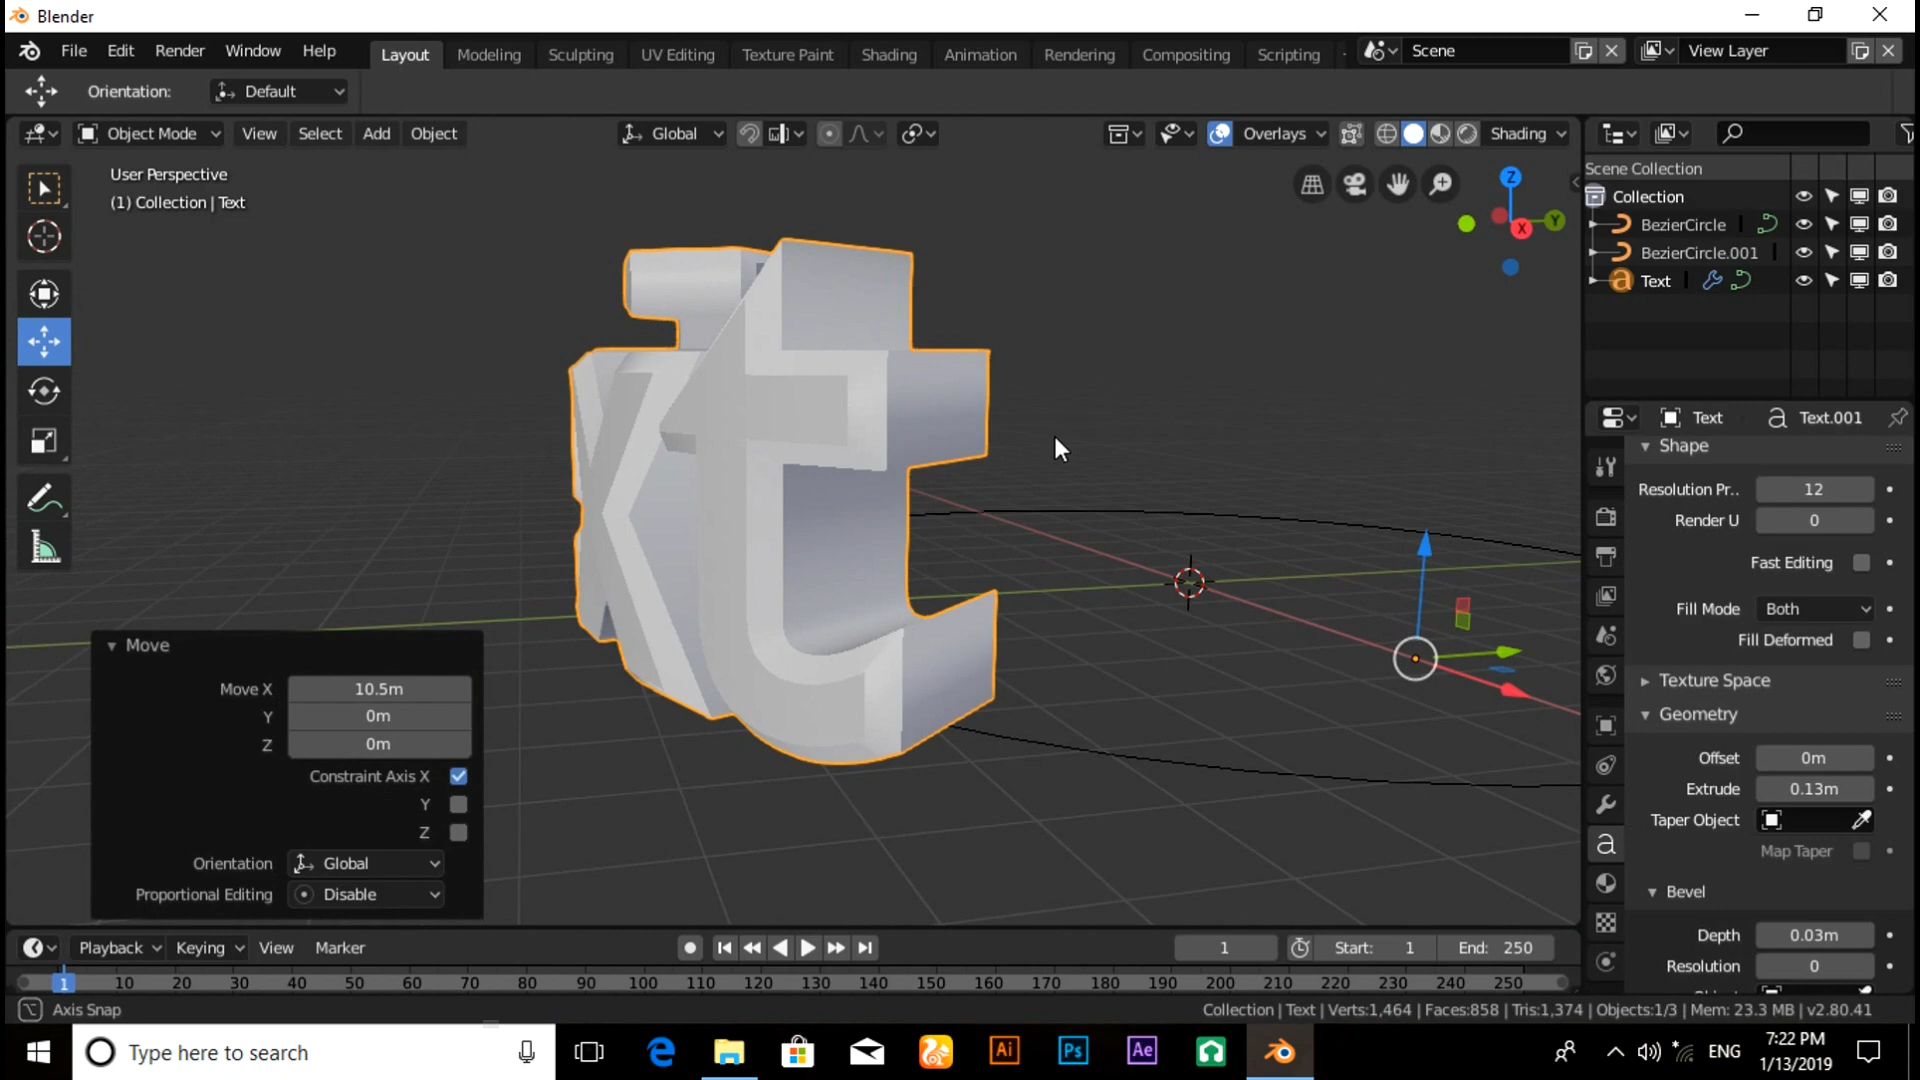 Blender
File Edit Render Window Help Layout Modeling Sculpting UV Editing Texture Paint Shading Animation Rendering Compositing Scripting Scene View Layer
Orientation: Default
Object Mode View Select Add Object Global Overlays Shading
User Perspective
(1) Collection | Text
Z
Y
X
Scene Collection
Collection
BezierCircle
BezierCircle.001
a Text
xt
Text a Text.001
Shape
Resolution Pr.. 12
Render U 0
Fast Editing
Fill Mode Both
Fill Deformed
Texture Space
Geometry
Offset 0m
Extrude 0.13m
Taper Object
Map Taper
Bevel
Depth 0.03m
Resolution 0
a
Move
Move X 10.5m
Y 0m
Z 0m
Constraint Axis X
Y
Z
Orientation Global
Proportional Editing Disable
Playback Keying View Marker 1 Start: 1 End: 250
1 10 20 30 40 50 60 70 80 90 100 110 120 130 140 150 160 170 180 190 200 210 220 230 240 250
Axis Snap Collection | Text | Verts:1,464 | Faces:858 | Tris:1,374 | Objects:1/3 | Mem: 23.3 MB | v2.80.41
Type here to search Ai Ps Ae ENG 7:22 PM
1/13/2019